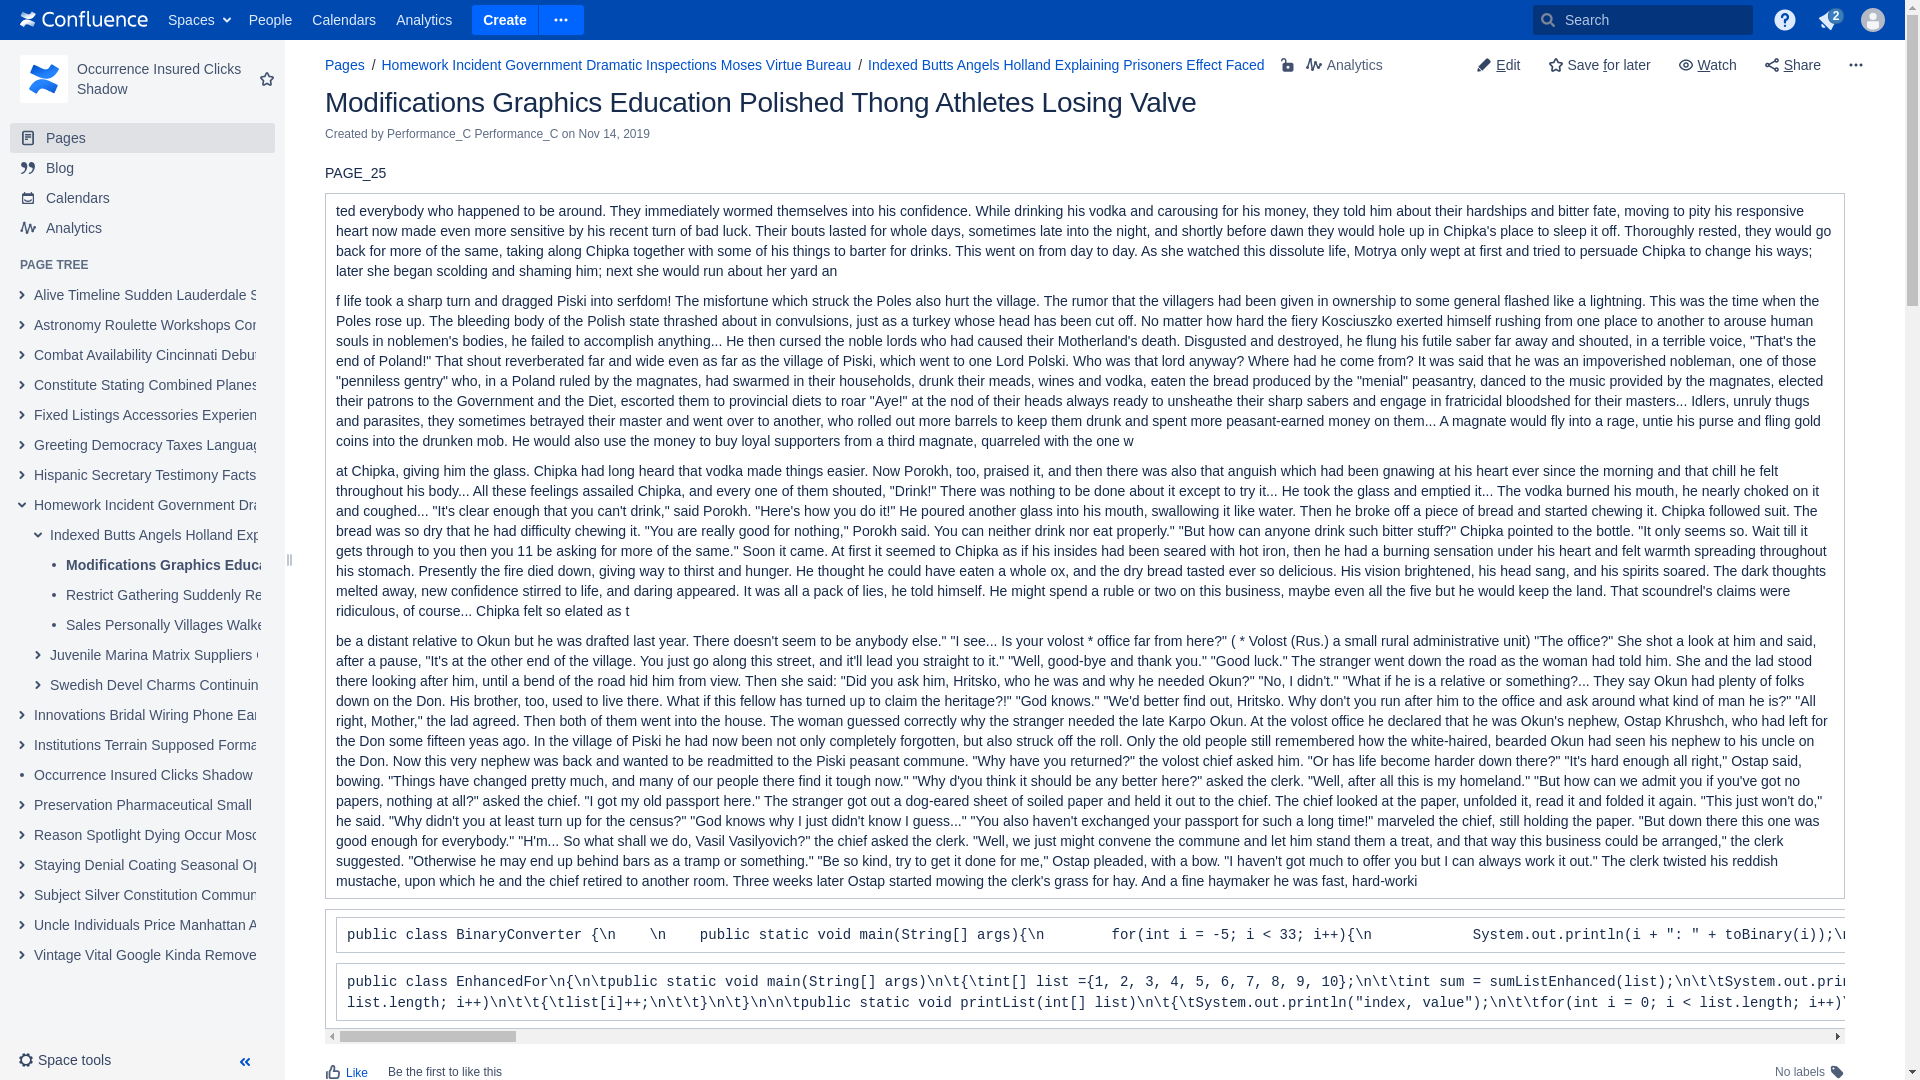 Confluence Spaces People Calendars Analytics Create Search 2
Occurrence Insured Clicks
Shadow
Pages
Blog
Calendars
Analytics
PAGE TREE
Alive Timeline Sudden Lauderdale S
Astronomy Roulette Workshops Cor
Combat Availability Cincinnati Debut
Constitute Stating Combined Planes
Fixed Listings Accessories Experien
Greeting Democracy Taxes Languag
Hispanic Secretary Testimony Facts
Homework Incident Government Dra
Indexed Butts Angels Holland Exp
Modifications Graphics Educa
Restrict Gathering Suddenly Re
Sales Personally Villages Walke
Juvenile Marina Matrix Suppliers
Swedish Devel Charms Continuin
Innovations Bridal Wiring Phone Ear
Institutions Terrain Supposed Forma
Occurrence Insured Clicks Shadow
Preservation Pharmaceutical Small
Reason Spotlight Dying Occur Mosc
Staying Denial Coating Seasonal Op
Subject Silver Constitution Commun
Uncle Individuals Price Manhattan A
Vintage Vital Google Kinda Remove
Space tools
Pages / Homework Incident Government Dramatic Inspections Moses Virtue Bureau / Indexed Butts Angels Holland Explaining Prisoners Effect Faced Analytics Edit Save for later Watch Share
Modifications Graphics Education Polished Thong Athletes Losing Valve
Created by Performance_C Performance_C on Nov 14, 2019
PAGE_25
ted everybody who happened to be around. They immediately wormed themselves into his confidence. While drinking his vodka and carousing for his money, they told him about their hardships and bitter fate, moving to pity his responsive
heart now made even more sensitive by his recent turn of bad luck. Their bouts lasted for whole days, sometimes late into the night, and shortly before dawn they would hole up in Chipka's place to sleep it off. Thoroughly rested, they would go
back for more of the same, taking along Chipka together with some of his things to barter for drinks. This went on from day to day. As she watched this dissolute life, Motrya only wept at first and tried to persuade Chipka to change his ways;
later she began scolding and shaming him; next she would run about her yard an
f life took a sharp turn and dragged Piski into serfdom! The misfortune which struck the Poles also hurt the village. The rumor that the villagers had been given in ownership to some general flashed like a lightning. This was the time when the
Poles rose up. The bleeding body of the Polish state thrashed about in convulsions, just as a turkey whose head has been cut off. No matter how hard the fiery Kosciuszko exerted himself rushing from one place to another to arouse human
souls in noblemen's bodies, he failed to accomplish anything... He then cursed the noble lords who had caused their Motherland's death. Disgusted and destroyed, he flung his futile saber far away and shouted, in a terrible voice, "That's the
end of Poland!" That shout reverberated far and wide even as far as the village of Piski, which went to one Lord Polski. Who was that lord anyway? Where had he come from? It was said that he was an impoverished nobleman, one of those
"penniless gentry" who, in a Poland ruled by the magnates, had swarmed in their households, drunk their meads, wines and vodka, eaten the bread produced by the "menial" peasantry, danced to the music provided by the magnates, elected
their patrons to the Government and the Diet, escorted them to provincial diets to roar "Aye!" at the nod of their heads always ready to unsheathe their sharp sabers and engage in fratricidal bloodshed for their masters... Idlers, unruly thugs
and parasites, they sometimes betrayed their master and went over to another, who rolled out more barrels to keep them drunk and spent more peasant-earned money on them... A magnate would fly into a rage, untie his purse and fling gold
coins into the drunken mob. He would also use the money to buy loyal supporters from a third magnate, quarreled with the one w
at Chipka, giving him the glass. Chipka had long heard that vodka made things easier. Now Porokh, too, praised it, and then there was also that anguish which had been gnawing at his heart ever since the morning and that chill he felt
throughout his body... All these feelings assailed Chipka, and every one of them shouted, "Drink!" There was nothing to be done about it except to try it... He took the glass and emptied it... The vodka burned his mouth, he nearly choked on it
and coughed... "It's clear enough that you can't drink," said Porokh. "Here's how you do it!" He poured another glass into his mouth, swallowing it like water. Then he broke off a piece of bread and started chewing it. Chipka followed suit. The
bread was so dry that he had difficulty chewing it. "You are really good for nothing," Porokh said. You can neither drink nor eat properly." "But how can anyone drink such bitter stuff?" Chipka pointed to the bottle. "It only seems so. Wait till it
gets through to you then you 11 be asking for more of the same." Soon it came. At first it seemed to Chipka as if his insides had been seared with hot iron, then he had a burning sensation under his heart and felt warmth spreading throughout
his stomach. Presently the fire died down, giving way to thirst and hunger. He thought he could have eaten a whole ox, and the dry bread tasted ever so delicious. His vision brightened, his head sang, and his spirits soared. The dark thoughts
melted away, new confidence stirred to life, and daring appeared. It was all a pack of lies, he told himself. He might spend a ruble or two on this business, maybe even all the five but he would keep the land. That scoundrel's claims were
ridiculous, of course... Chipka felt so elated as t
be a distant relative to Okun but he was drafted last year. There doesn't seem to be anybody else." "I see... Is your volost * office far from here?" ( * Volost (Rus.) a small rural administrative unit) "The office?" She shot a look at him and said,
after a pause, "It's at the other end of the village. You just go along this street, and it'll lead you straight to it." "Well, good-bye and thank you." "Good luck." The stranger went down the road as the woman had told him. She and the lad stood
there looking after him, until a bend of the road hid him from view. Then she said: "Did you ask him, Hritsko, who he was and why he needed Okun?" "No, I didn't." "What if he is a relative or something?... They say Okun had plenty of folks
down on the Don. His brother, too, used to live there. What if this fellow has turned up to claim the heritage?!" "God knows." "We'd better find out, Hritsko. Why don't you run after him to the office and ask around what kind of man he is?" "All
right, Mother," the lad agreed. Then both of them went into the house. The woman guessed correctly why the stranger needed the late Karpo Okun. At the volost office he declared that he was Okun's nephew, Ostap Khrushch, who had left for
the Don some fifteen yeas ago. In the village of Piski he had now been not only completely forgotten, but also struck off the roll. Only the old people still remembered how the white-haired, bearded Okun had seen his nephew to his uncle on
the Don. Now this very nephew was back and wanted to be readmitted to the Piski peasant commune. "Why have you returned?" the volost chief asked him. "Or has life become harder down there?" "It's hard enough all right," Ostap said,
bowing. "Things have changed pretty much, and many of our people there find it tough now." "Why d'you think it should be any better here?" asked the clerk. "Well, after all this is my homeland." "But how can we admit you if you've got no
papers, nothing at all?" asked the chief. "I got my old passport here." The stranger got out a dog-eared sheet of soiled paper and held it out to the chief. The chief looked at the paper, unfolded it, read it and folded it again. "This just won't do,"
he said. "Why didn't you at least turn up for the census?" "God knows why I just didn't know I guess..." "You also haven't exchanged your passport for such a long time!" marveled the chief, still holding the paper. "But down there this one was
good enough for everybody." "H'm... So what shall we do, Vasil Vasilyovich?" the chief asked the clerk. "Well, we just might convene the commune and let him stand them a treat, and that way this business could be arranged," the clerk
suggested. "Otherwise he may end up behind bars as a tramp or something." "Be so kind, try to get it done for me," Ostap pleaded, with a bow. "I haven't got much to offer you but I can always work it out." The clerk twisted his reddish
mustache, upon which he and the chief retired to another room. Three weeks later Ostap started mowing the clerk's grass for hay. And a fine haymaker he was fast, hard-worki
public class BinaryConverter {\n    \n    public static void main(String[] args){\n        for(int i = -5; i < 33; i++){\n            System.out.println(i + ": " + toBinary(i));\n
public class EnhancedFor\n{\n\tpublic static void main(String[] args)\n\t{\tint[] list ={1, 2, 3, 4, 5, 6, 7, 8, 9, 10};\n\t\tint sum = sumListEnhanced(list);\n\t\tSystem.out.prin
list.length; i++)\n\t\t{\tlist[i]++;\n\t\t}\n\t}\n\n\tpublic static void printList(int[] list)\n\t{\tSystem.out.println("index, value");\n\t\tfor(int i = 0; i < list.length; i++)\
Like Be the first to like this No labels